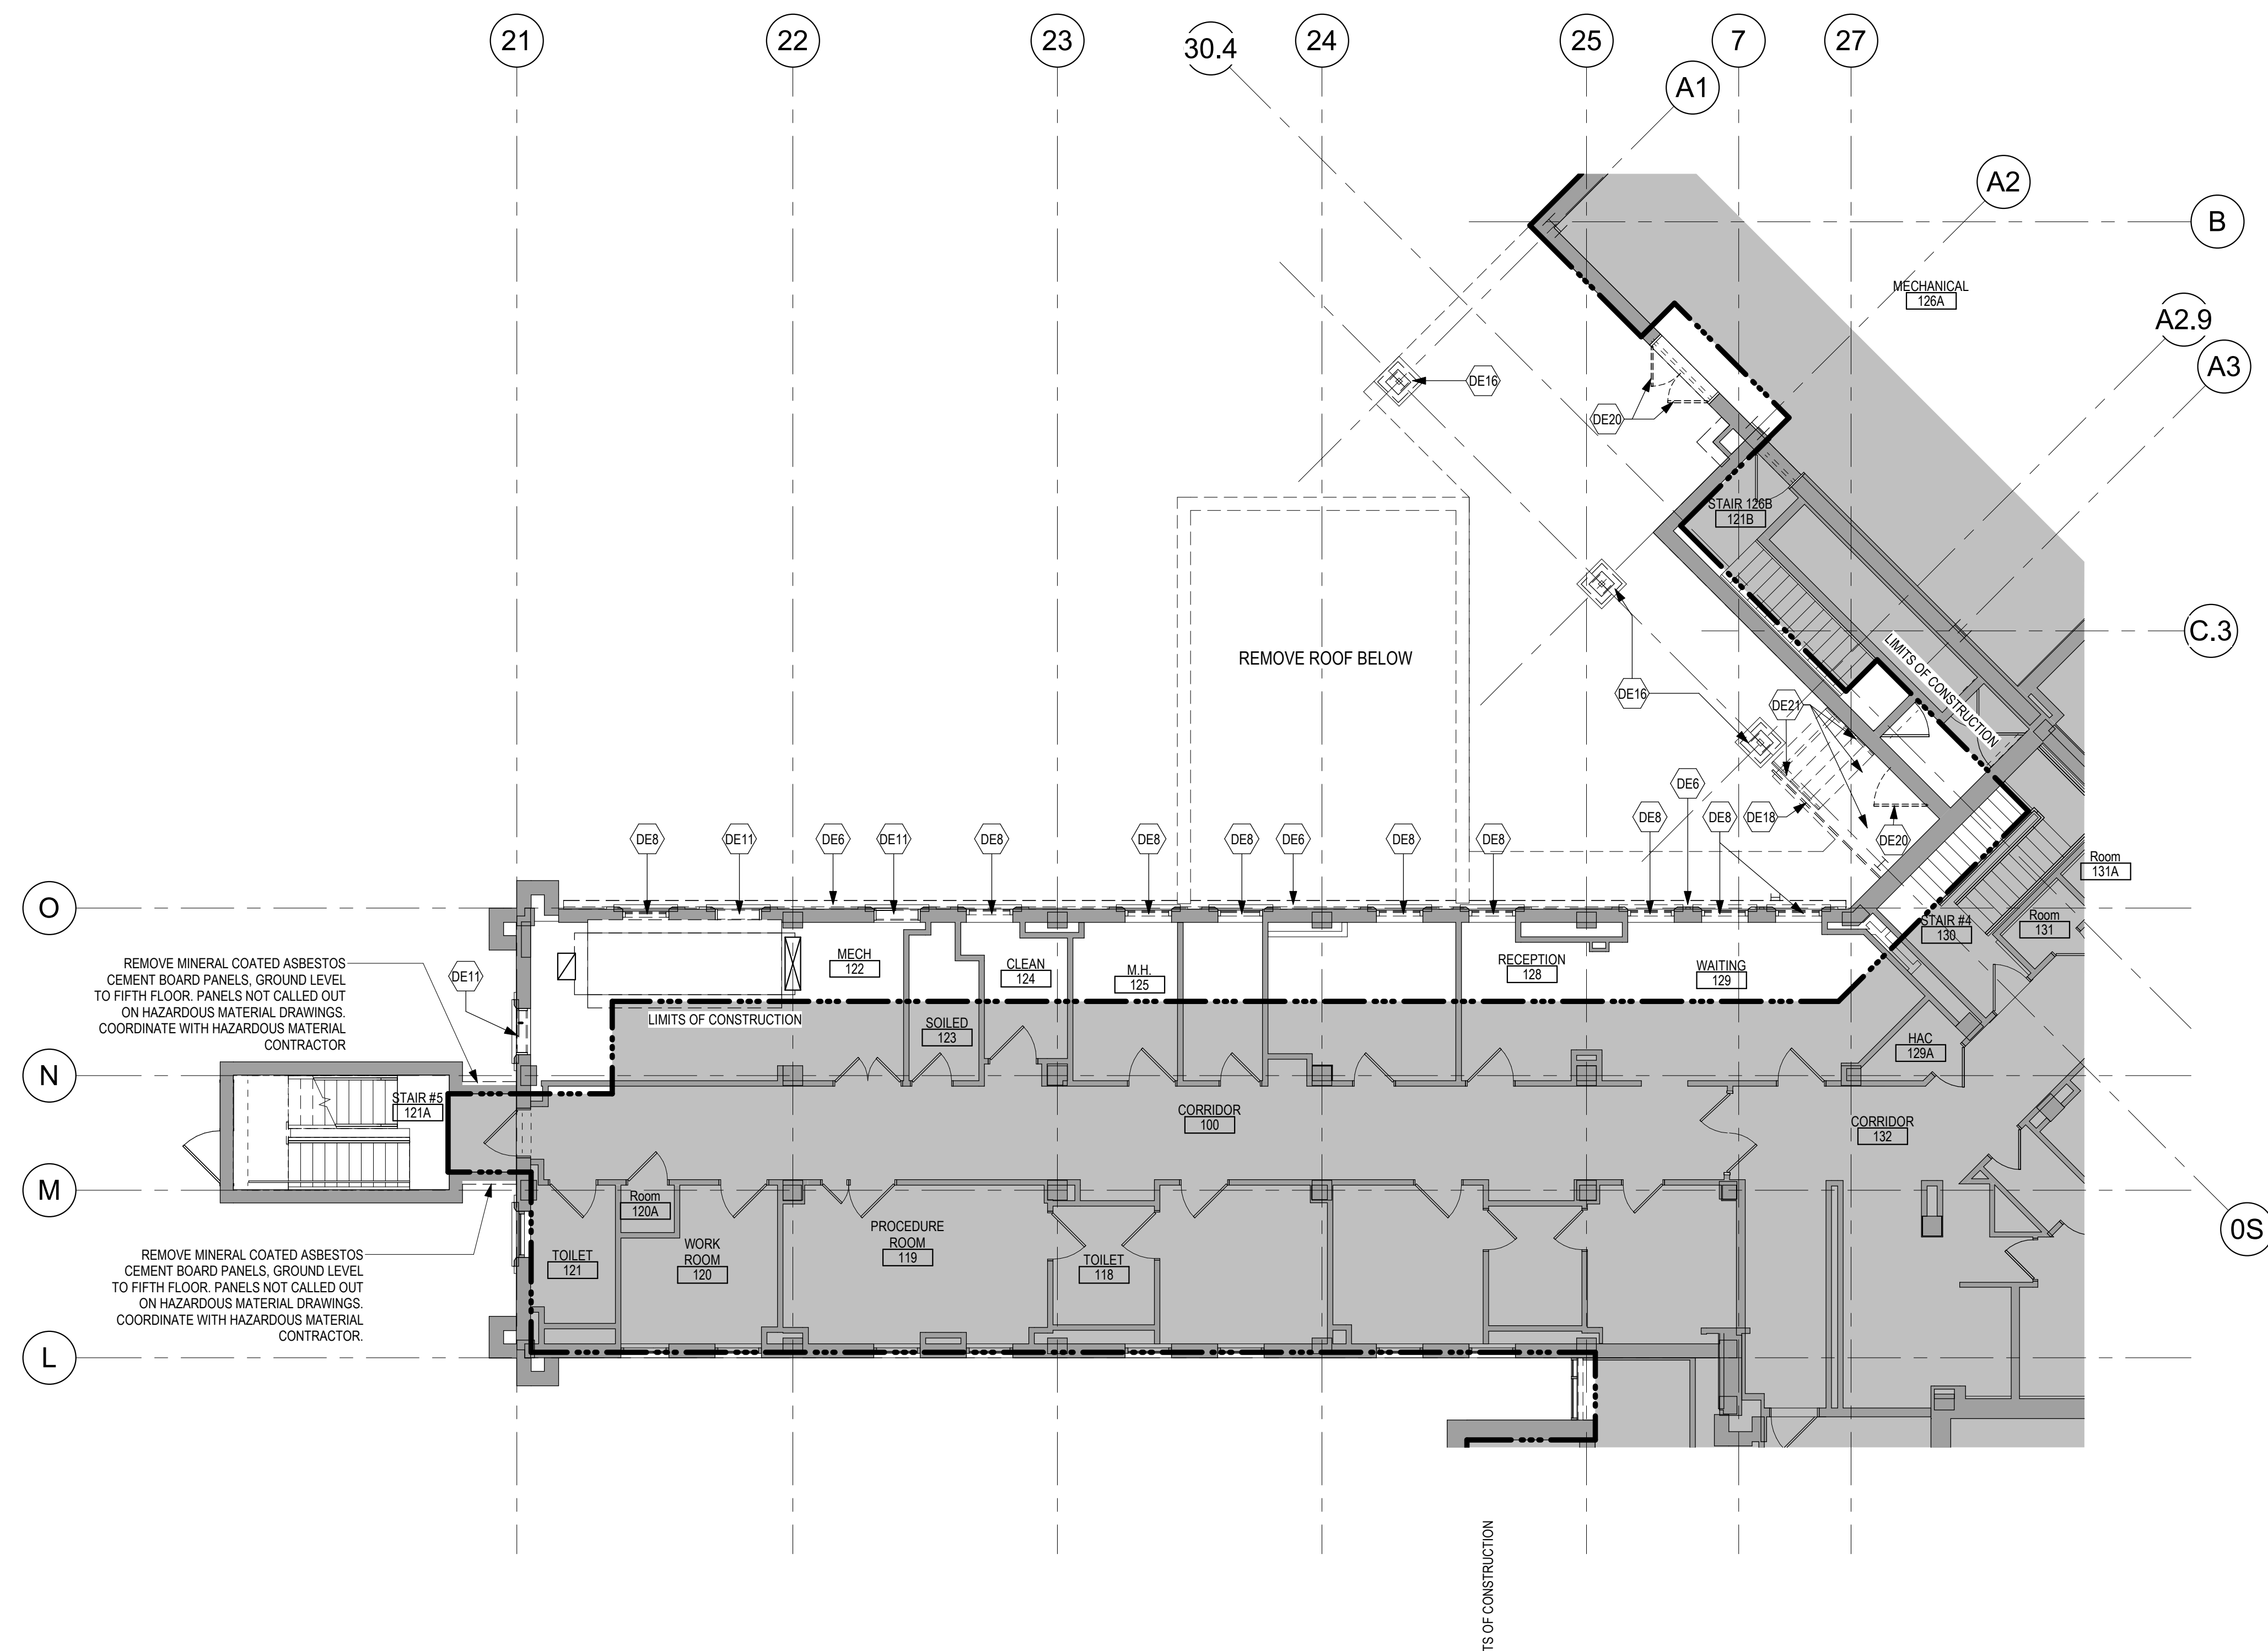 21
22
23
30.4
24
25
7
27
A1
A2
B
MECHANICAL
126A
A2.9
A3
DE16
DE20
STAIR 126B
121B
C.3
LIMITS OF CONSTRUCTION
REMOVE ROOF BELOW
DE16
DE21
DE6
DE8
DE11
DE6
DE11
DE8
DE8
DE8
DE6
DE8
DE8
DE8
DE8
DE18
DE20
Room
131A
O
STAIR #4
130
Room
131
REMOVE MINERAL COATED ASBESTOS
CEMENT BOARD PANELS, GROUND LEVEL
TO FIFTH FLOOR. PANELS NOT CALLED OUT
ON HAZARDOUS MATERIAL DRAWINGS.
COORDINATE WITH HAZARDOUS MATERIAL
CONTRACTOR
DE11
MECH
122
CLEAN
124
M.H.
125
RECEPTION
128
WAITING
129
LIMITS OF CONSTRUCTION
SOILED
123
HAC
129A
N
STAIR #5
121A
CORRIDOR
100
CORRIDOR
132
M
Room
120A
0S
REMOVE MINERAL COATED ASBESTOS
CEMENT BOARD PANELS, GROUND LEVEL
TO FIFTH FLOOR. PANELS NOT CALLED OUT
ON HAZARDOUS MATERIAL DRAWINGS.
COORDINATE WITH HAZARDOUS MATERIAL
CONTRACTOR.
TOILET
121
WORK
ROOM
120
PROCEDURE
ROOM
119
TOILET
118
L
TS OF CONSTRUCTION